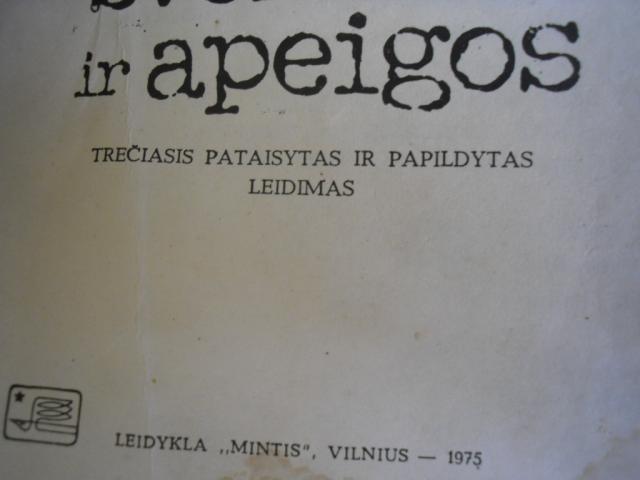 ir apeigos
TREČIASIS PATAISYTAS IR PAPILDYTAS
LEIDIMAS
LEIDYKLA „MINTIS“, VILNIUS — 1975